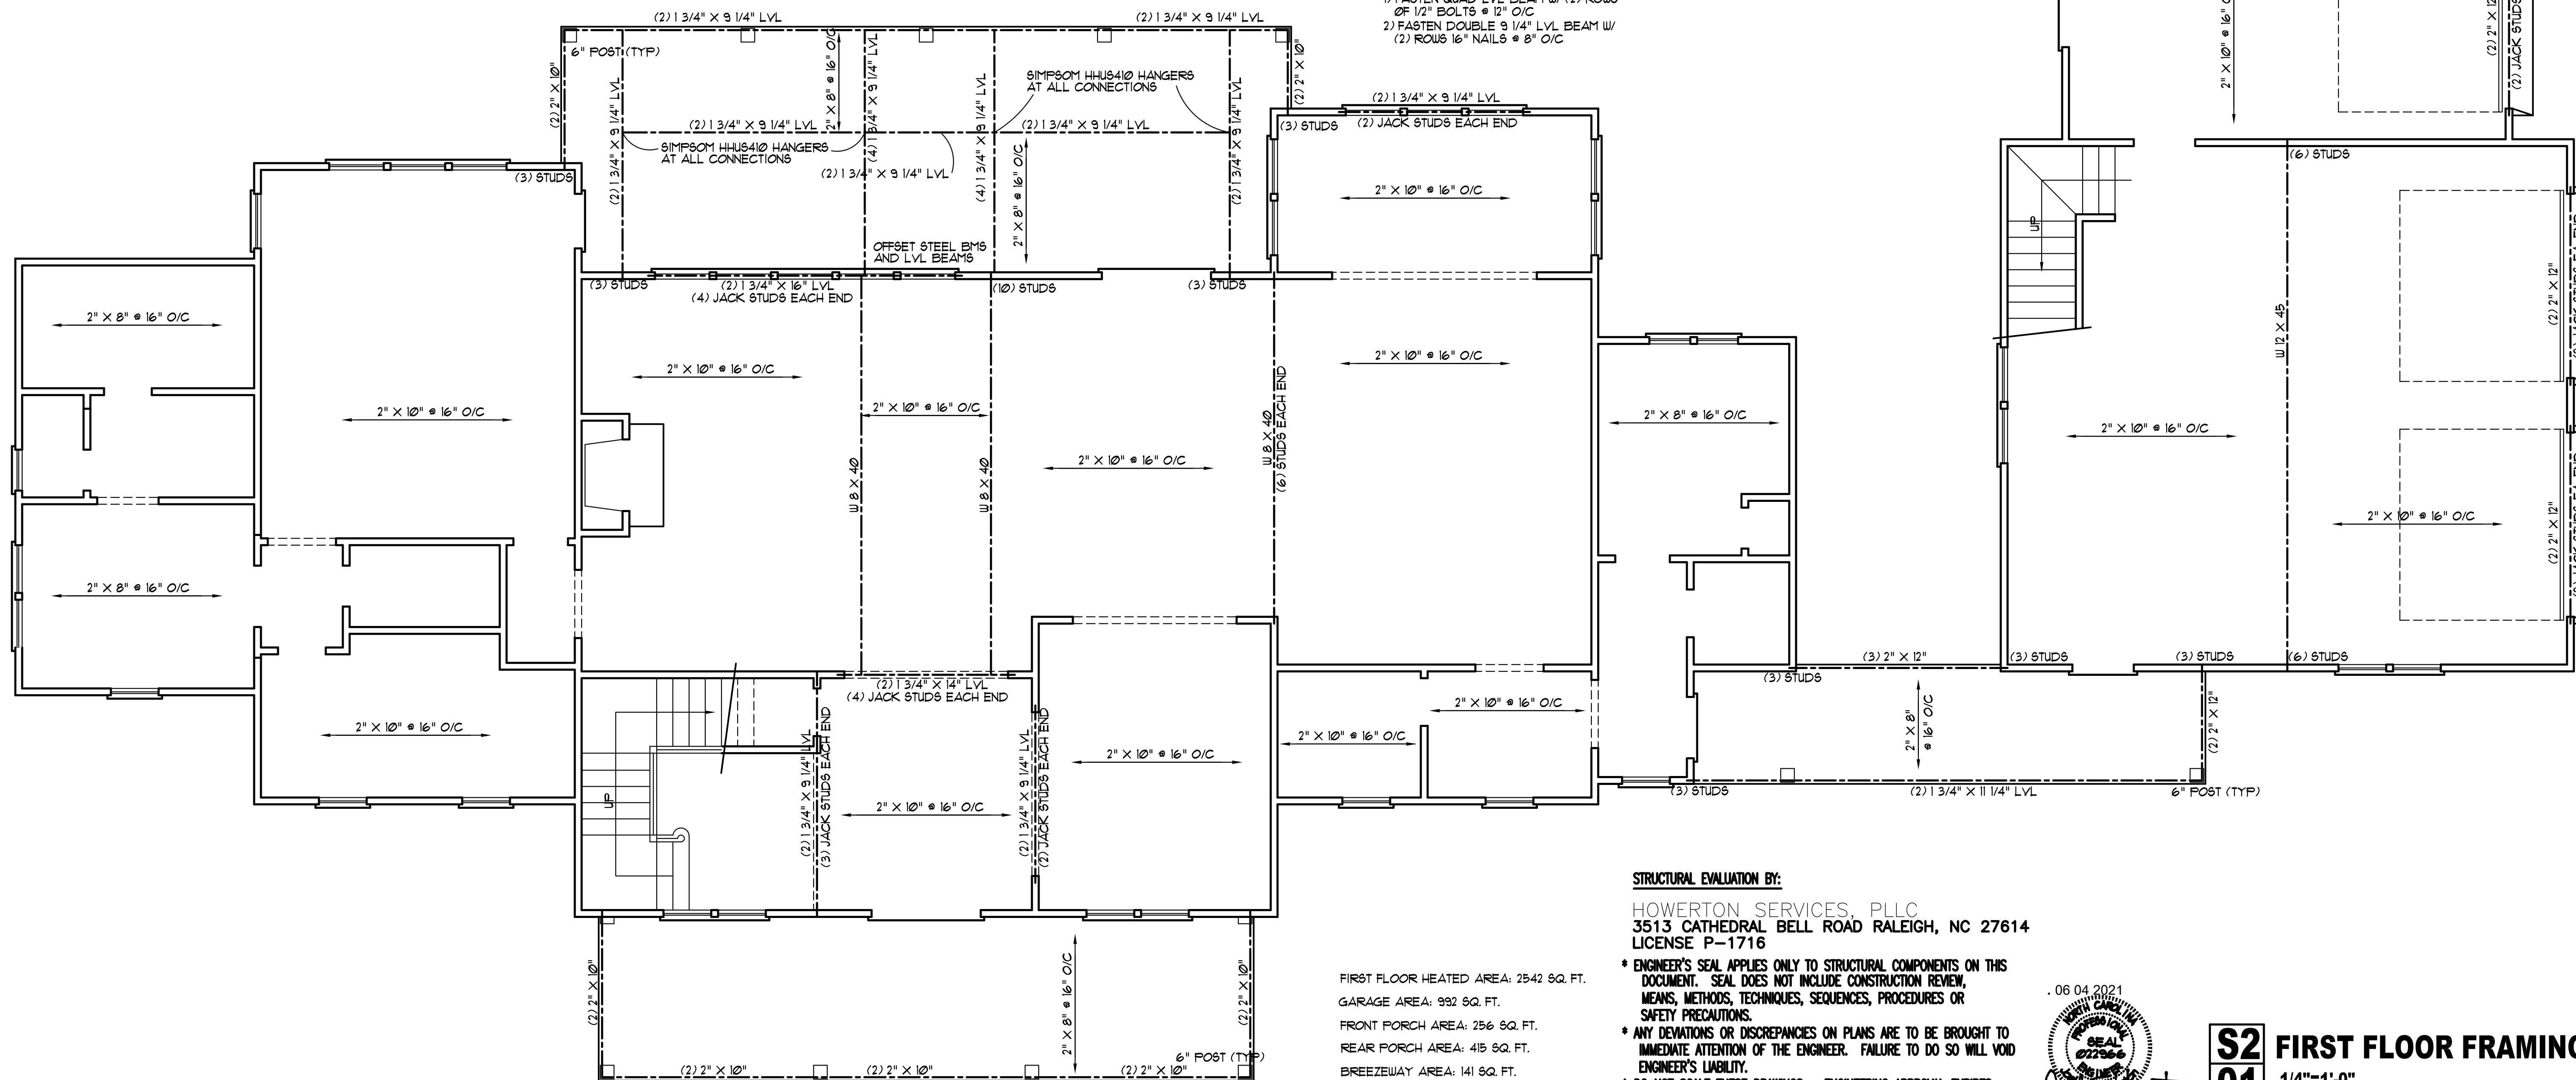 (2) 1 3/4" X 9 1/4" LVL
(2) 1 3/4" X 9 1/4" LVL
ØF 1/2" BOLTS @ 12" O/C
2) FASTEN DOUBLE 9 1/4" LVL BEAM W/
(2) ROWS 16" NAILS @ 8" O/C
2" X 10" @ 16" O/C
(2) JACK STUDS
6" POST (TYP)
(2) 2" X 10"
2" X 8" @ 16" O/C
(4) 1 3/4" X 9 1/4" LVL
(2) 1 3/4" X 9 1/4" LVL
(4) 1 3/4" X 9 1/4" LVL
SIMPSOM HHUS410 HANGERS
AT ALL CONNECTIONS
(2) 1 3/4" X 9 1/4" LVL
(2) 2" X 10"
(2) 1 3/4" X 9 1/4" LVL
(2) 1 3/4" X 9 1/4" LVL
(2) 1 3/4" X 9 1/4" LVL
SIMPSOM HHUS410 HANGERS
AT ALL CONNECTIONS
(2) 1 3/4" X 9 1/4" LVL
2" X 8" @ 16" O/C
(3) STUDS
(3) STUDS
(2) JACK STUDS EACH END
2" X 10" @ 16" O/C
(6) STUDS
UP
OFFSET STEEL BMS
AND LVL BEAMS
(3) STUDS
(2) 1 3/4" X 16" LVL
(4) JACK STUDS EACH END
(10) STUDS
(3) STUDS
2" X 8" @ 16" O/C
2" X 10" @ 16" O/C
2" X 10" @ 16" O/C
2" X 10" @ 16" O/C
2" X 10" @ 16" O/C
2" X 10" @ 16" O/C
W 8 X 40
W 8 X 40
W 8 X 40
(6) STUDS EACH END
2" X 8" @ 16" O/C
W 12 X 45
(2) 2" X 12"
2" X 10" @ 16" O/C
2" X 10" @ 16" O/C
(2) 2" X 12"
2" X 8" @ 16" O/C
(3) 2" X 12"
(3) STUDS
(3) STUDS
(6) STUDS
(3) STUDS
(2) 1 3/4" X 14" LVL
(4) JACK STUDS EACH END
2" X 10" @ 16" O/C
2" X 10" @ 16" O/C
2" X 10" @ 16" O/C
2" X 10" @ 16" O/C
2" X 10" @ 16" O/C
(2) 1 3/4" X 9 1/4" LVL
(3) JACK STUDS EACH END
(2) 1 3/4" X 9 1/4" LVL
(2) JACK STUDS EACH END
UP
2" X 8"
@ 16" O/C
(2) 2" X 12"
(3) STUDS
(2) 1 3/4" X 11 1/4" LVL
6" POST (TYP)
(2) 2" X 10"
2" X 8" @ 16" O/C
(2) 2" X 10"
6" POST (TYP)
(2) 2" X 10"
(2) 2" X 10"
(2) 2" X 10"
FIRST FLOOR HEATED AREA: 2542 SQ. FT.
GARAGE AREA: 992 SQ. FT.
FRONT PORCH AREA: 256 SQ. FT.
REAR PORCH AREA: 415 SQ. FT.
BREEZEWAY AREA: 141 SQ. FT.
STRUCTURAL EVALUATION BY:
HOWERTON SERVICES, PLLC
3513 CATHEDRAL BELL ROAD RALEIGH, NC 27614
LICENSE P-1716
* ENGINEER'S SEAL APPLIES ONLY TO STRUCTURAL COMPONENTS ON THIS
DOCUMENT. SEAL DOES NOT INCLUDE CONSTRUCTION REVIEW,
MEANS, METHODS, TECHNIQUES, SEQUENCES, PROCEDURES OR
SAFETY PRECAUTIONS.
* ANY DEVIATIONS OR DISCREPANCIES ON PLANS ARE TO BE BROUGHT TO
IMMEDIATE ATTENTION OF THE ENGINEER. FAILURE TO DO SO WILL VOID
ENGINEER'S LIABILITY.
. 06 04 2021
NORTH CAROLINA
PROFESSIONAL
SEAL
022966
S2 FIRST FLOOR FRAMING